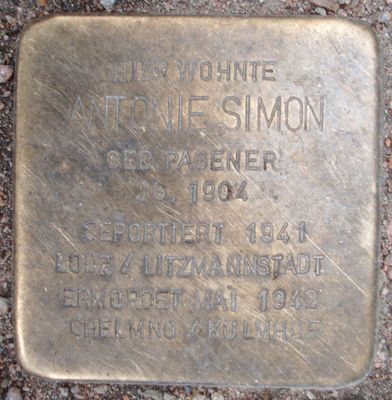 HIER WOHNTE
ANTONIE SIMON
GEB. PAGENER
JG. 1904
DEPORTIERT 1941
LODZ / LITZMANNSTADT
ERMORDET MAI 1942
CHELMNO / KULMHOF